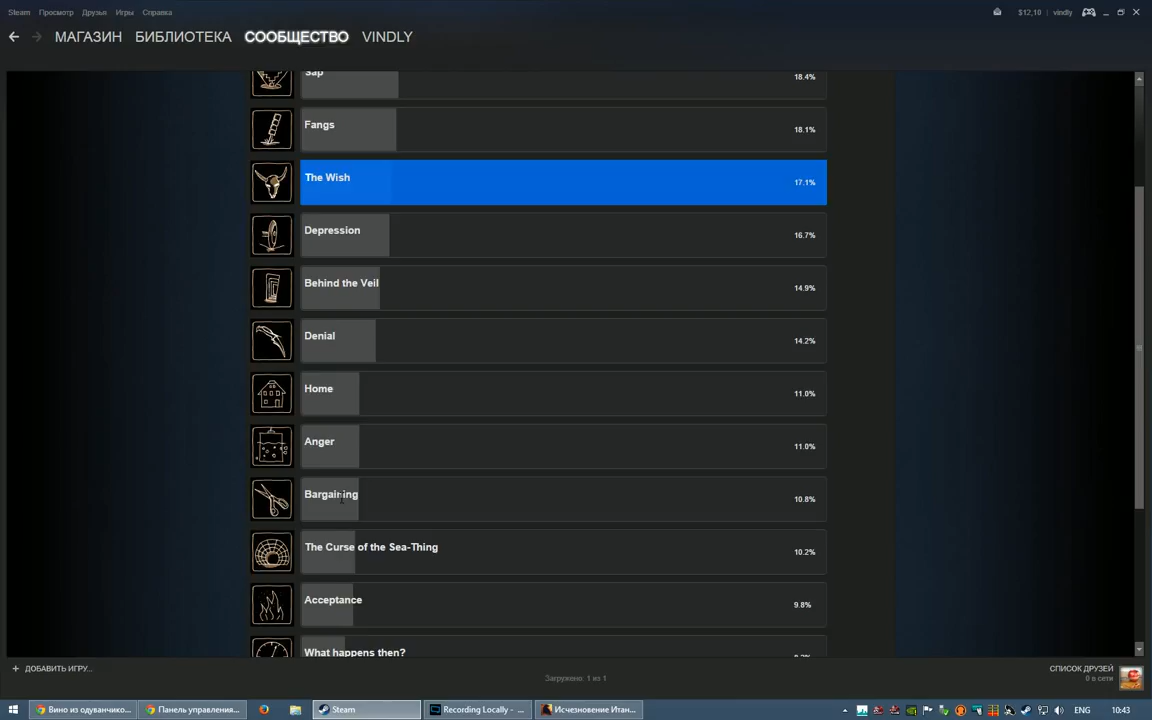 Steam Просмотр Друзья Игры Справка $12,10 vindly
МАГАЗИН БИБЛИОТЕКА СООБЩЕСТВО VINDLY
Sap 18.4%
Fangs 18.1%
The Wish 17.1%
Depression 16.7%
Behind the Veil 14.9%
Denial 14.2%
Home 11.0%
Anger 11.0%
Bargaining 10.8%
The Curse of the Sea-Thing 10.2%
Acceptance 9.8%
What happens then?
+ ДОБАВИТЬ ИГРУ... Загружено: 1 из 1 СПИСОК ДРУЗЕЙ
0 в сети
Вино из одуванчико... Панель управления... Steam Recording Locally - ... Исчезновение Итан... ENG 10:43